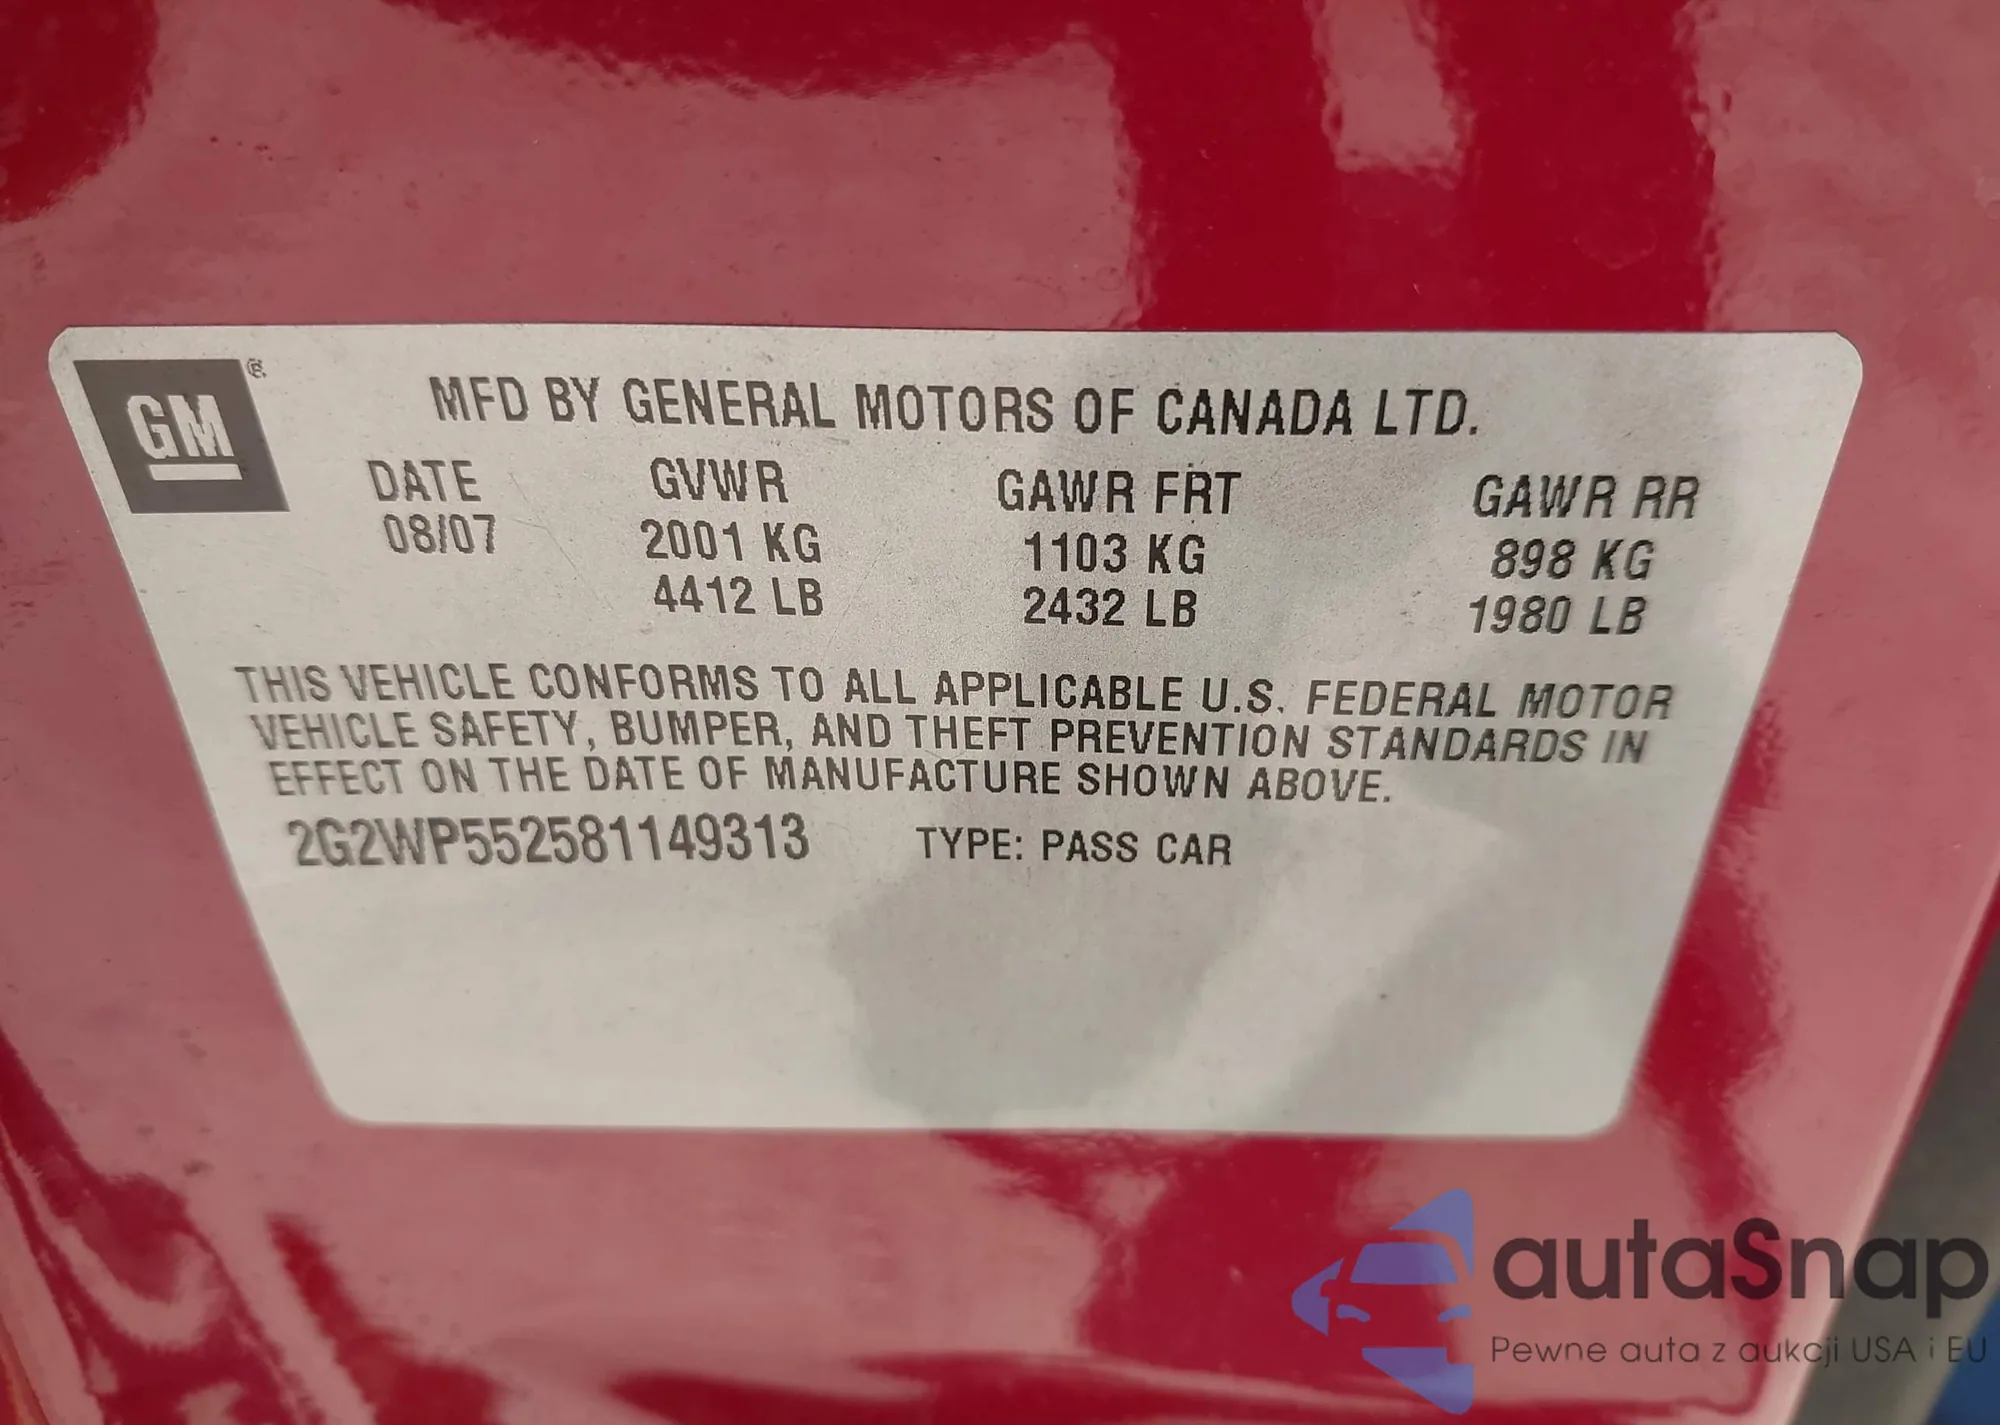 GM®
MFD BY GENERAL MOTORS OF CANADA LTD.
DATE GVWR GAWR FRT GAWR RR
08/07 2001 KG 1103 KG 898 KG
4412 LB 2432 LB 1980 LB
THIS VEHICLE CONFORMS TO ALL APPLICABLE U.S. FEDERAL MOTOR
VEHICLE SAFETY, BUMPER, AND THEFT PREVENTION STANDARDS IN
EFFECT ON THE DATE OF MANUFACTURE SHOWN ABOVE.
2G2WP552581149313 TYPE: PASS CAR
autaSnap
Pewne auta z aukcji USA i EU